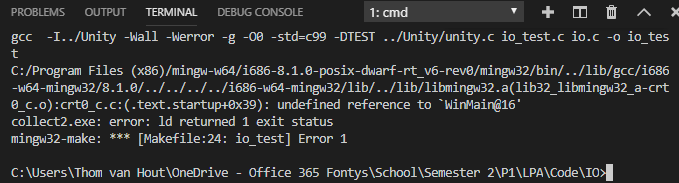 PROBLEMS OUTPUT TERMINAL DEBUG CONSOLE 1: cmd
gcc -I../Unity -Wall -Werror -g -O0 -std=c99 -DTEST ../Unity/unity.c io_test.c io.c -o io_tes
t
C:/Program Files (x86)/mingw-w64/i686-8.1.0-posix-dwarf-rt_v6-rev0/mingw32/bin/../lib/gcc/i686
-w64-mingw32/8.1.0/../../../../i686-w64-mingw32/lib/../lib/libmingw32.a(lib32_libmingw32_a-crt
0_c.o):crt0_c.c:(.text.startup+0x39): undefined reference to `WinMain@16'
collect2.exe: error: ld returned 1 exit status
mingw32-make: *** [Makefile:24: io_test] Error 1
C:\Users\Thom van Hout\OneDrive - Office 365 Fontys\School\Semester 2\P1\LPA\Code\IO>